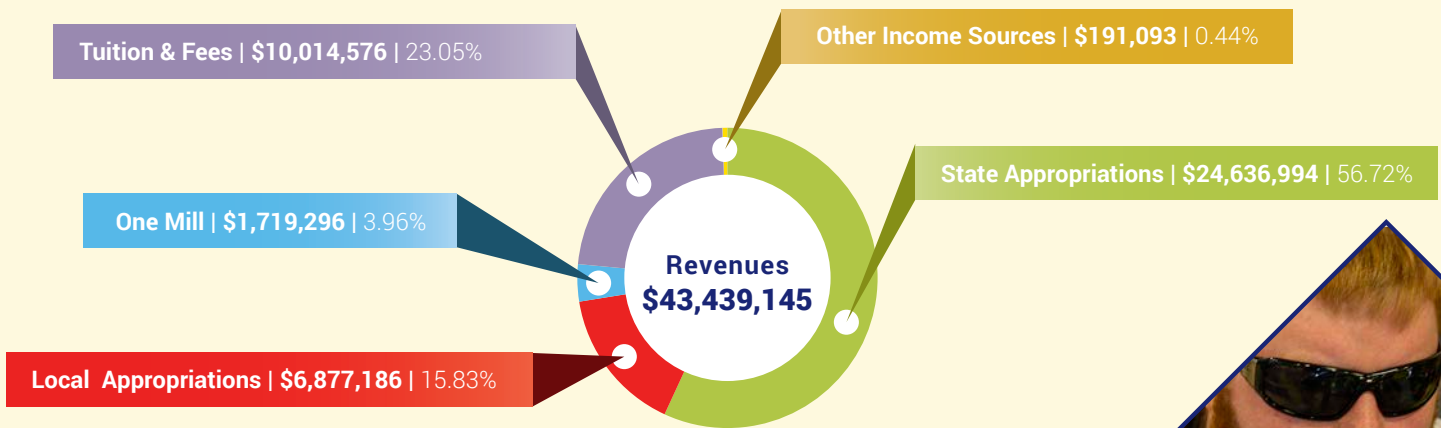 Other Income Sources | $191,093 | 0.44%
Tuition & Fees | $10,014,576 | 23.05%
State Appropriations | $24,636,994 | 56.72%
One Mill | $1,719,296 | 3.96%
Revenues
$43,439,145
Local Appropriations | $6,877,186 | 15.83%